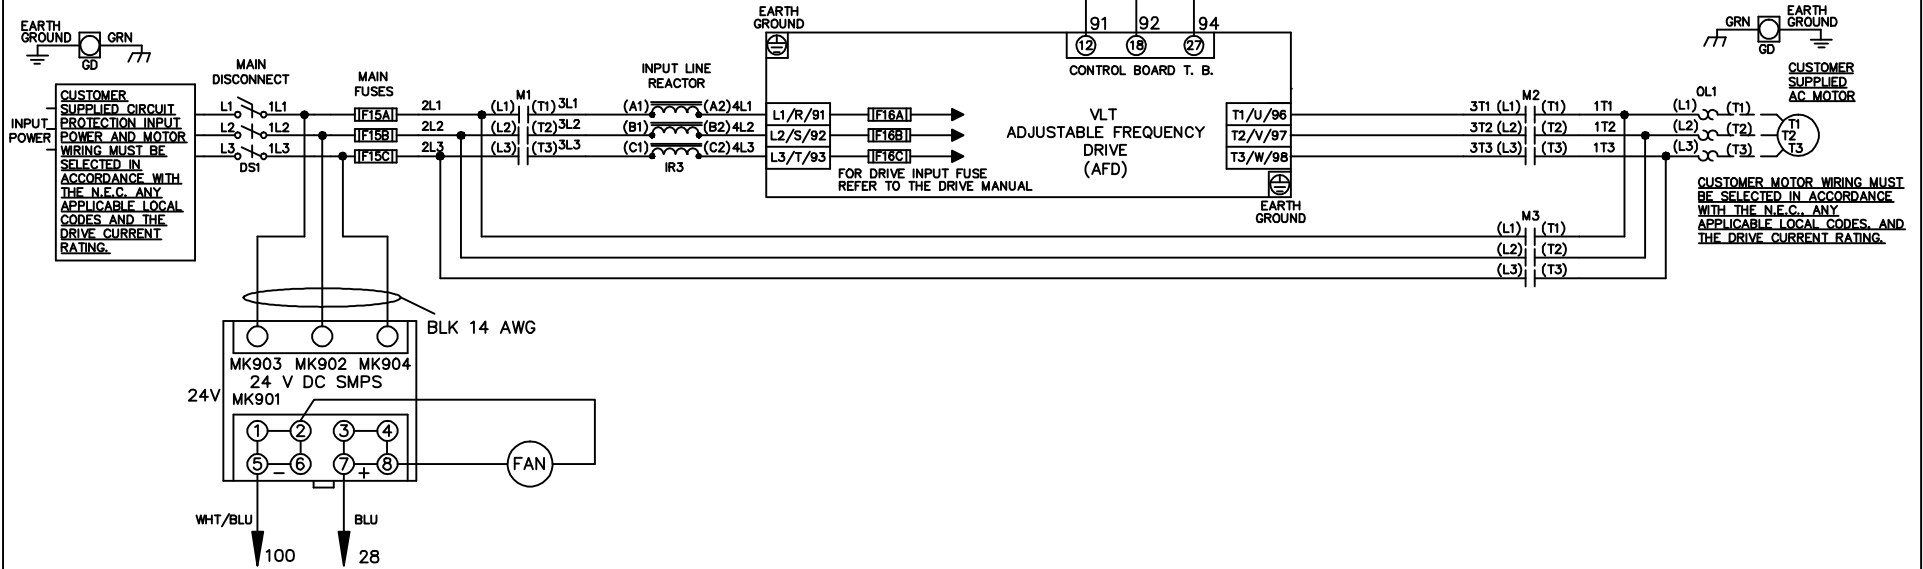 EARTH
GROUND
GRN
GD
INPUT
POWER
CUSTOMER
SUPPLIED CIRCUIT
PROTECTION INPUT
POWER AND MOTOR
WIRING MUST BE
SELECTED IN
ACCORDANCE WITH
THE N.E.C. ANY
APPLICABLE LOCAL
CODES AND THE
DRIVE CURRENT
RATING.
MAIN
DISCONNECT
L1 1L1
L2 1L2
L3 1L3
DS1
MAIN
FUSES
F15A
F15B
F15C
2L1
2L2
2L3
M1
(L1) (T1) 3L1
(L2) (T2) 3L2
(L3) (T3) 3L3
INPUT LINE
REACTOR
(A1) (A2) 4L1
(B1) (B2) 4L2
(C1) (C2) 4L3
IR3
EARTH
GROUND
91 92 94
12 18 27
CONTROL BOARD T. B.
L1/R/91
L2/S/92
L3/T/93
F16A
F16B
F16C
FOR DRIVE INPUT FUSE
REFER TO THE DRIVE MANUAL
VLT
ADJUSTABLE FREQUENCY
DRIVE
(AFD)
T1/U/96
T2/V/97
T3/W/98
EARTH
GROUND
M2
3T1 (L1) (T1) 1T1
3T2 (L2) (T2) 1T2
3T3 (L3) (T3) 1T3
M3
(L1) (T1)
(L2) (T2)
(L3) (T3)
OL1
(L1) (T1)
(L2) (T2)
(L3) (T3)
T1
T2
T3
GRN
GD
EARTH
GROUND
CUSTOMER
SUPPLIED
AC MOTOR
CUSTOMER MOTOR WIRING MUST
BE SELECTED IN ACCORDANCE
WITH THE N.E.C., ANY
APPLICABLE LOCAL CODES, AND
THE DRIVE CURRENT RATING.
BLK 14 AWG
MK903 MK902 MK904
24 V DC SMPS
24V
MK901
1 2 3 4
5 - 6 7 + 8
FAN
WHT/BLU
BLU
100
28